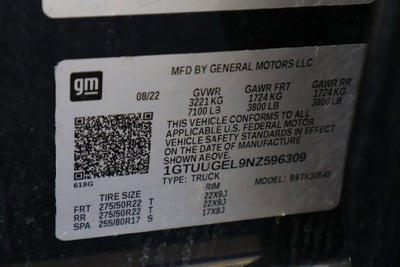 MFD BY GENERAL MOTORS LLC
gm
08/22 GVWR GAWR FRT GAWR RR
3221 KG 1724 KG 1724 KG
7100 LB 3800 LB 3800 LB
THIS VEHICLE CONFORMS TO ALL
APPLICABLE U.S. FEDERAL MOTOR
VEHICLE SAFETY STANDARDS IN EFFECT
ON THE DATE OF MANUFACTURE
1GTUUGEL9NZ596309
618G TYPE: TRUCK MODEL:
TIRE SIZE RIM
FRT 275/50R22 T 22X9J
RR 275/50R22 T 22X9J
SPA 255/80R17 S 17X8J